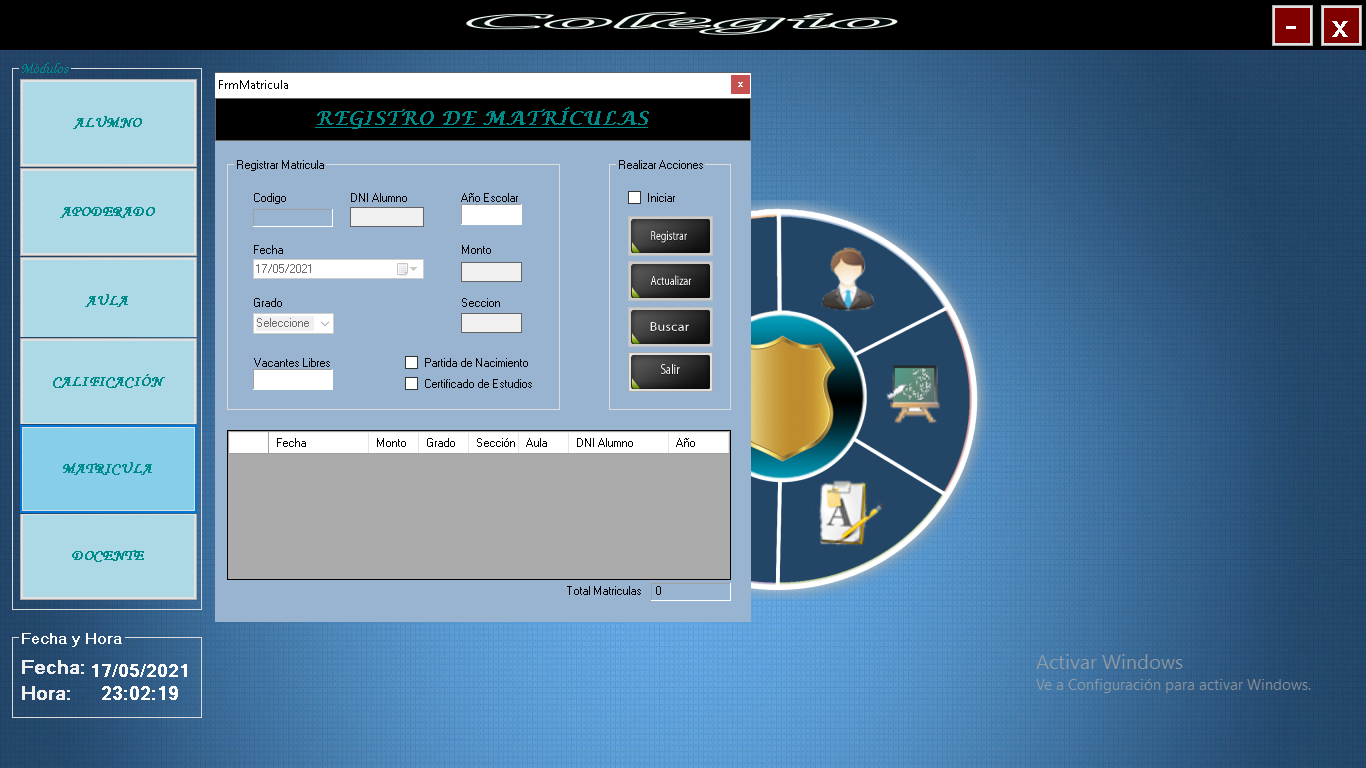 Colegio
- x
Módulos
ALUMNO
APODERADO
AULA
CALIFICACIÓN
MATRICULA
DOCENTE
Fecha y Hora
Fecha: 17/05/2021
Hora: 23:02:19
FrmMatricula x
REGISTRO DE MATRÍCULAS
Registrar Matricula
Codigo DNI Alumno Año Escolar
Fecha Monto
17/05/2021
Grado Seccion
Seleccione
Vacantes Libres Partida de Nacimiento
Certificado de Estudios
Realizar Acciones
Iniciar
Registrar
Actualizar
Buscar
Salir
Fecha Monto Grado Sección Aula DNI Alumno Año
Total Matriculas 0
A
Activar Windows
Ve a Configuración para activar Windows.